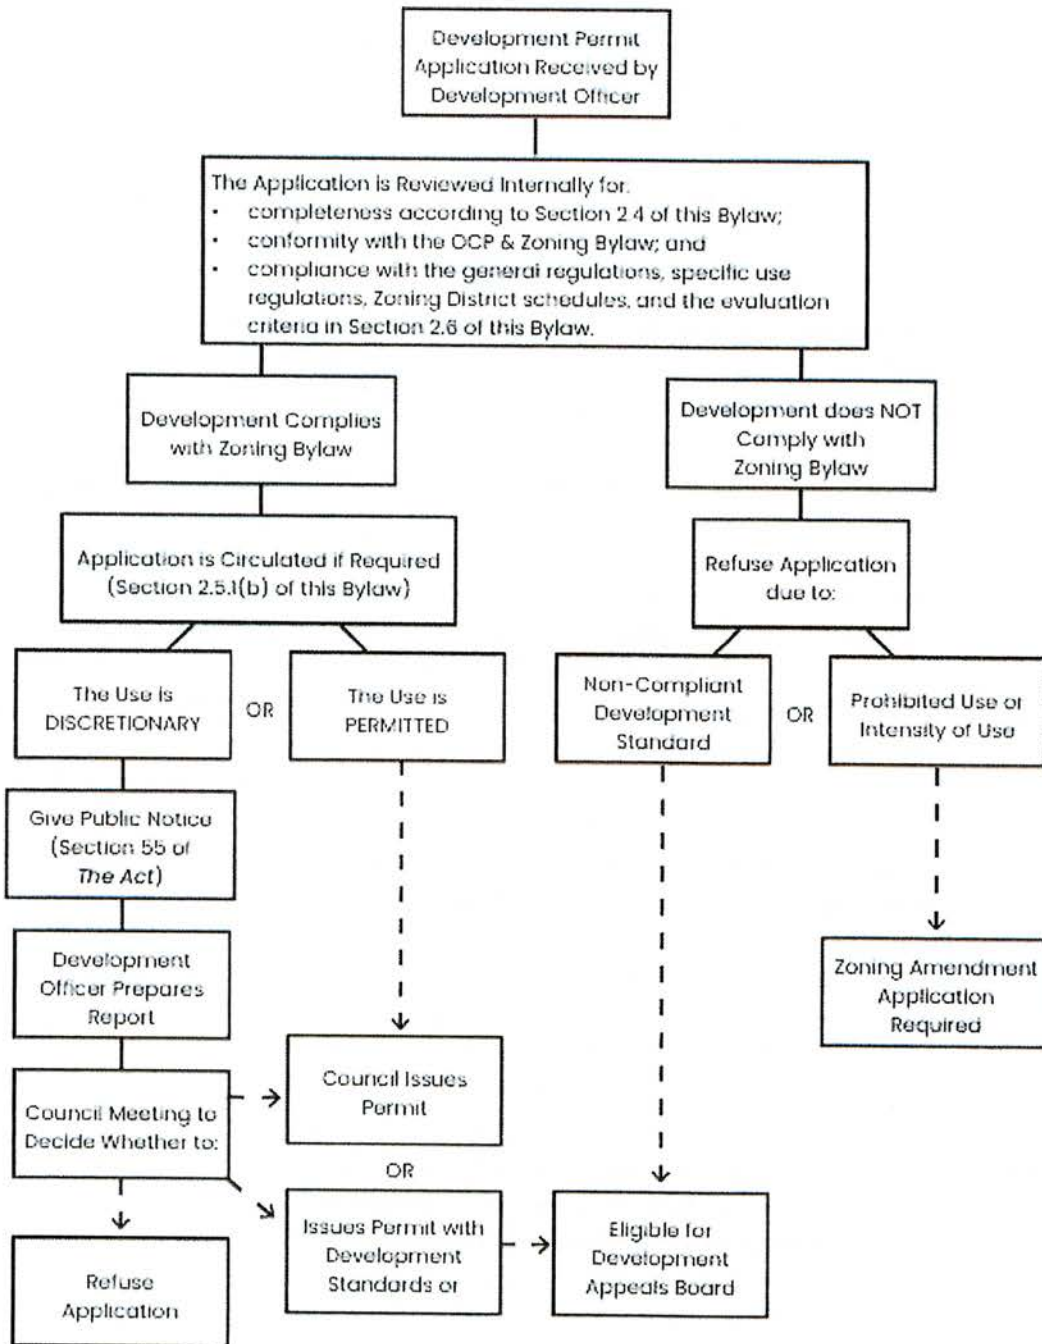 Development Permit
Application Received by
Development Officer
The Application is Reviewed Internally for:
• completeness according to Section 2.4 of this Bylaw;
• conformity with the OCP & Zoning Bylaw; and
• compliance with the general regulations, specific use
regulations, Zoning District schedules, and the evaluation
criteria in Section 2.6 of this Bylaw.
Development Complies
with Zoning Bylaw
Development does NOT
Comply with
Zoning Bylaw
Application is Circulated if Required
(Section 2.5.1(b) of this Bylaw)
Refuse Application
due to:
The Use is
DISCRETIONARY
OR
The Use is
PERMITTED
Non-Compliant
Development
Standard
OR
Prohibited Use or
Intensity of Use
Give Public Notice
(Section 55 of
The Act)
Development
Officer Prepares
Report
Zoning Amendment
Application
Required
Council Meeting to
Decide Whether to:
Council Issues
Permit
OR
Issues Permit with
Development
Standards or
Eligible for
Development
Appeals Board
Refuse
Application